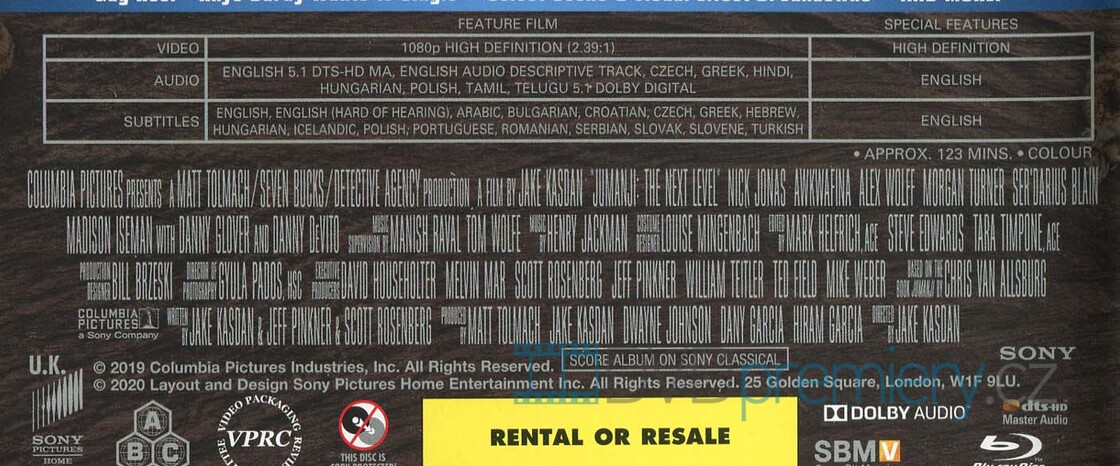 FEATURE FILM SPECIAL FEATURES
VIDEO 1080p HIGH DEFINITION (2.39:1) HIGH DEFINITION
AUDIO ENGLISH 5.1 DTS-HD MA, ENGLISH AUDIO DESCRIPTIVE TRACK, CZECH, GREEK, HINDI, ENGLISH
HUNGARIAN, POLISH, TAMIL, TELUGU 5.1 DOLBY DIGITAL
SUBTITLES ENGLISH, ENGLISH (HARD OF HEARING), ARABIC, BULGARIAN, CROATIAN, CZECH, GREEK, HEBREW, ENGLISH
HUNGARIAN, ICELANDIC, POLISH, PORTUGUESE, ROMANIAN, SERBIAN, SLOVAK, SLOVENE, TURKISH
• APPROX. 123 MINS. • COLOUR
COLUMBIA PICTURES PRESENTS A MATT TOLMACH/SEVEN BUCKS/DETECTIVE AGENCY PRODUCTION A FILM BY JAKE KASDAN "JUMANJI: THE NEXT LEVEL" NICK JONAS AWKWAFINA ALEX WOLFF MORGAN TURNER SER'DARIUS BLAIN
MADISON ISEMAN WITH DANNY GLOVER AND DANNY DeVITO MUSIC SUPERVISION BY MANISH RAVAL TOM WOLFE MUSIC BY HENRY JACKMAN COSTUME DESIGNER LOUISE MINGENBACH EDITED BY MARK HELFRICH, ACE STEVE EDWARDS TARA TIMPONE, ACE
PRODUCTION DESIGNER BILL BRZESKI DIRECTOR OF PHOTOGRAPHY GYULA PADOS, HSC EXECUTIVE PRODUCERS DAVID HOUSEHOLTER MELVIN MAR SCOTT ROSENBERG JEFF PINKNER WILLIAM TEITLER TED FIELD MIKE WEBER BASED ON THE BOOK JUMANJI BY CHRIS VAN ALLSBURG
COLUMBIA PICTURES a Sony Company WRITTEN BY JAKE KASDAN & JEFF PINKNER & SCOTT ROSENBERG PRODUCED BY MATT TOLMACH JAKE KASDAN DWAYNE JOHNSON DANY GARCIA HIRAM GARCIA DIRECTED BY JAKE KASDAN
U.K. © 2019 Columbia Pictures Industries, Inc. All Rights Reserved. SCORE ALBUM ON SONY CLASSICAL SONY
© 2020 Layout and Design Sony Pictures Home Entertainment Inc. All Rights Reserved. 25 Golden Square, London, W1F 9LU.
DVDpremiery.cz
SONY PICTURES HOME
A B C
VIDEO PACKAGING
VPRC
THIS DISC IS
RENTAL OR RESALE
DOLBY AUDIO
dts-HD Master Audio
SBMV
Blu-ray Disc